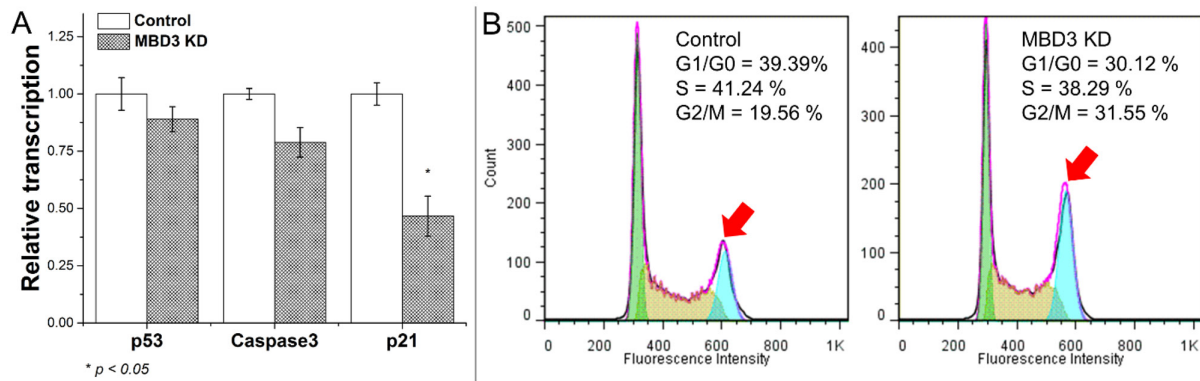 A
Control
MBD3 KD
Relative transcription
1.25
1.00
0.75
0.50
0.25
0.00
p53
Caspase3
p21
*
* p < 0.05
B
Control
G1/G0 = 39.39%
S = 41.24 %
G2/M = 19.56 %
Count
500
400
300
200
100
0
0
200
400
600
800
1K
Fluorescence Intensity
MBD3 KD
G1/G0 = 30.12 %
S = 38.29 %
G2/M = 31.55 %
400
300
200
100
0
0
200
400
600
800
1K
Fluorescence Intensity